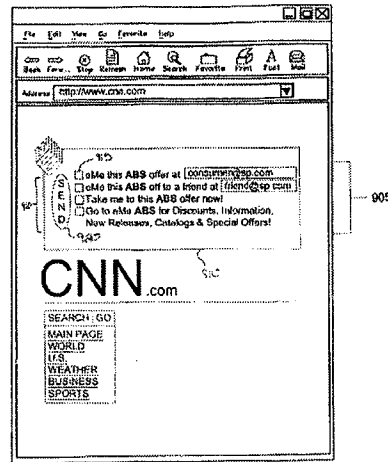 File Edit View Go Favorite Help
Back Forw... Stop Refresh Home Search Favorite Print Font Mail
Address http://www.cnn.com
915
eMe this ABS offer at consumer@sp.com
eMe this ABS off to a friend at friend@sp.com
Take me to this ABS offer now!
Go to eMe ABS for Discounts, Information,
New Releases, Catalogs & Special Offers!
SEND
905
CNN.com
SEARCH GO
MAIN PAGE
WORLD
U.S.
WEATHER
BUSINESS
SPORTS